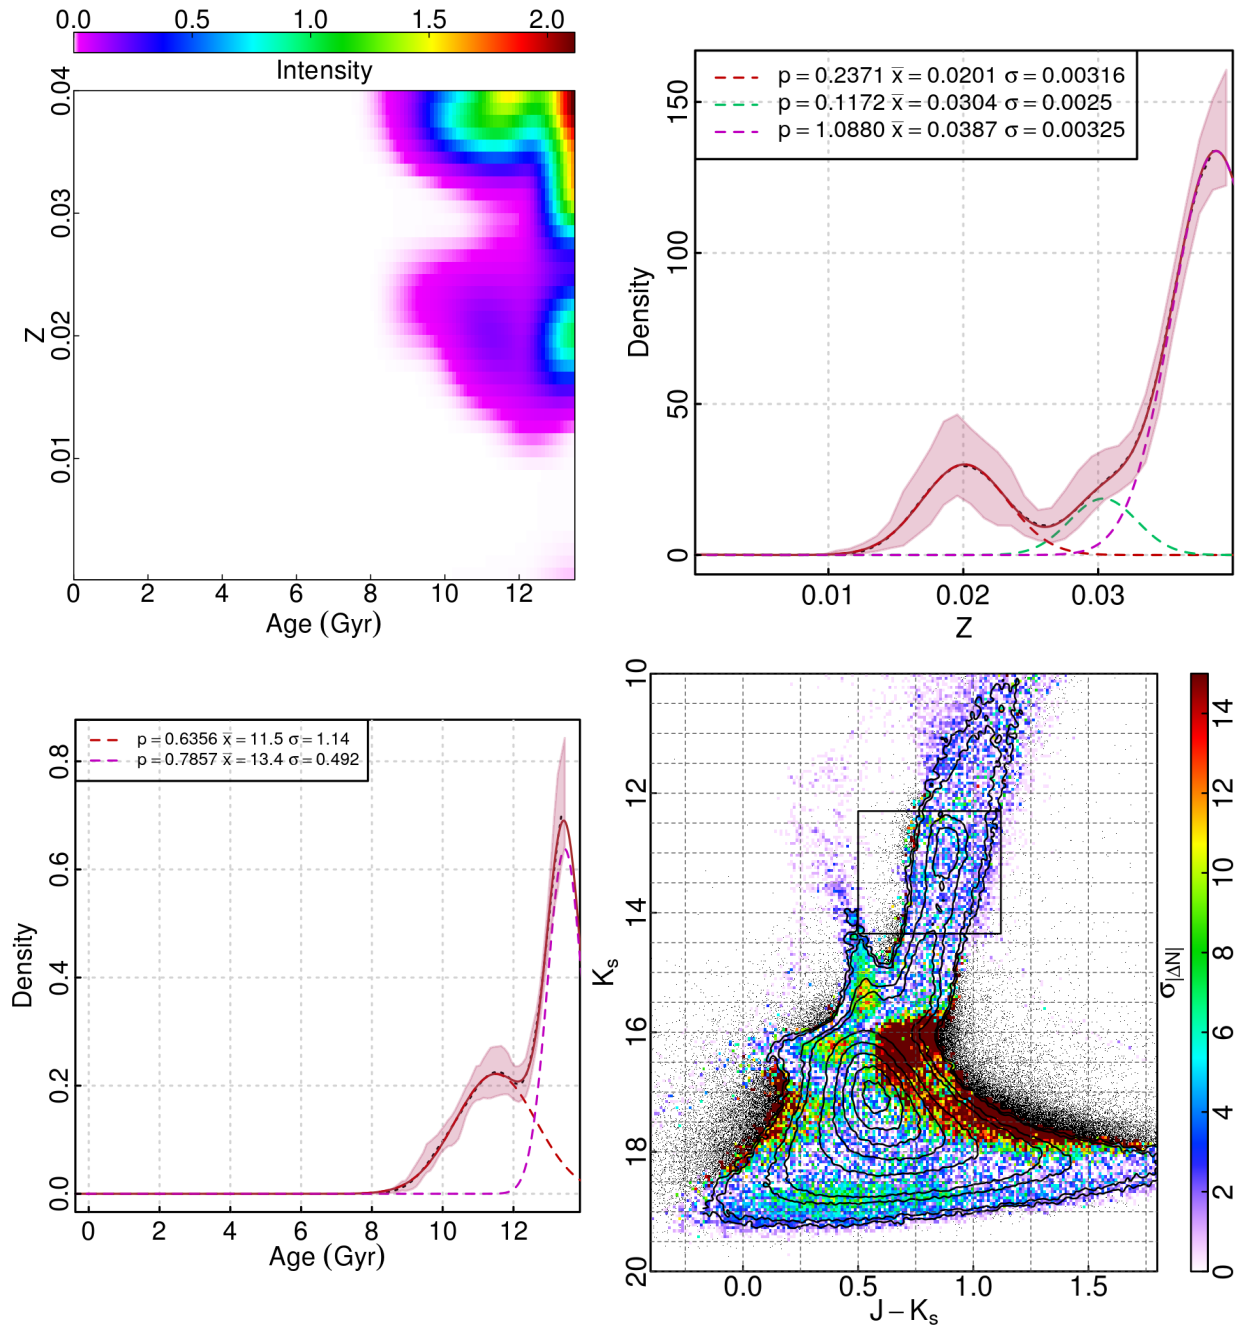 0.0 0.5 1.0 1.5 2.0
Intensity
0.04
0.03
0.02
0.01
Z
0 2 4 6 8 10 12
Age (Gyr)
p = 0.2371 x̅ = 0.0201 σ = 0.00316
p = 0.1172 x̅ = 0.0304 σ = 0.0025
p = 1.0880 x̅ = 0.0387 σ = 0.00325
150
100
50
0
Density
0.01 0.02 0.03
Z
p = 0.6356 x̅ = 11.5 σ = 1.14
p = 0.7857 x̅ = 13.4 σ = 0.492
0.8
0.6
0.4
0.2
0.0
Density
0 2 4 6 8 10 12
Age (Gyr)
10
12
14
16
18
20
Kₛ
0.0 0.5 1.0 1.5
J − Kₛ
14
12
10
8
6
4
2
0
σ|ΔN|